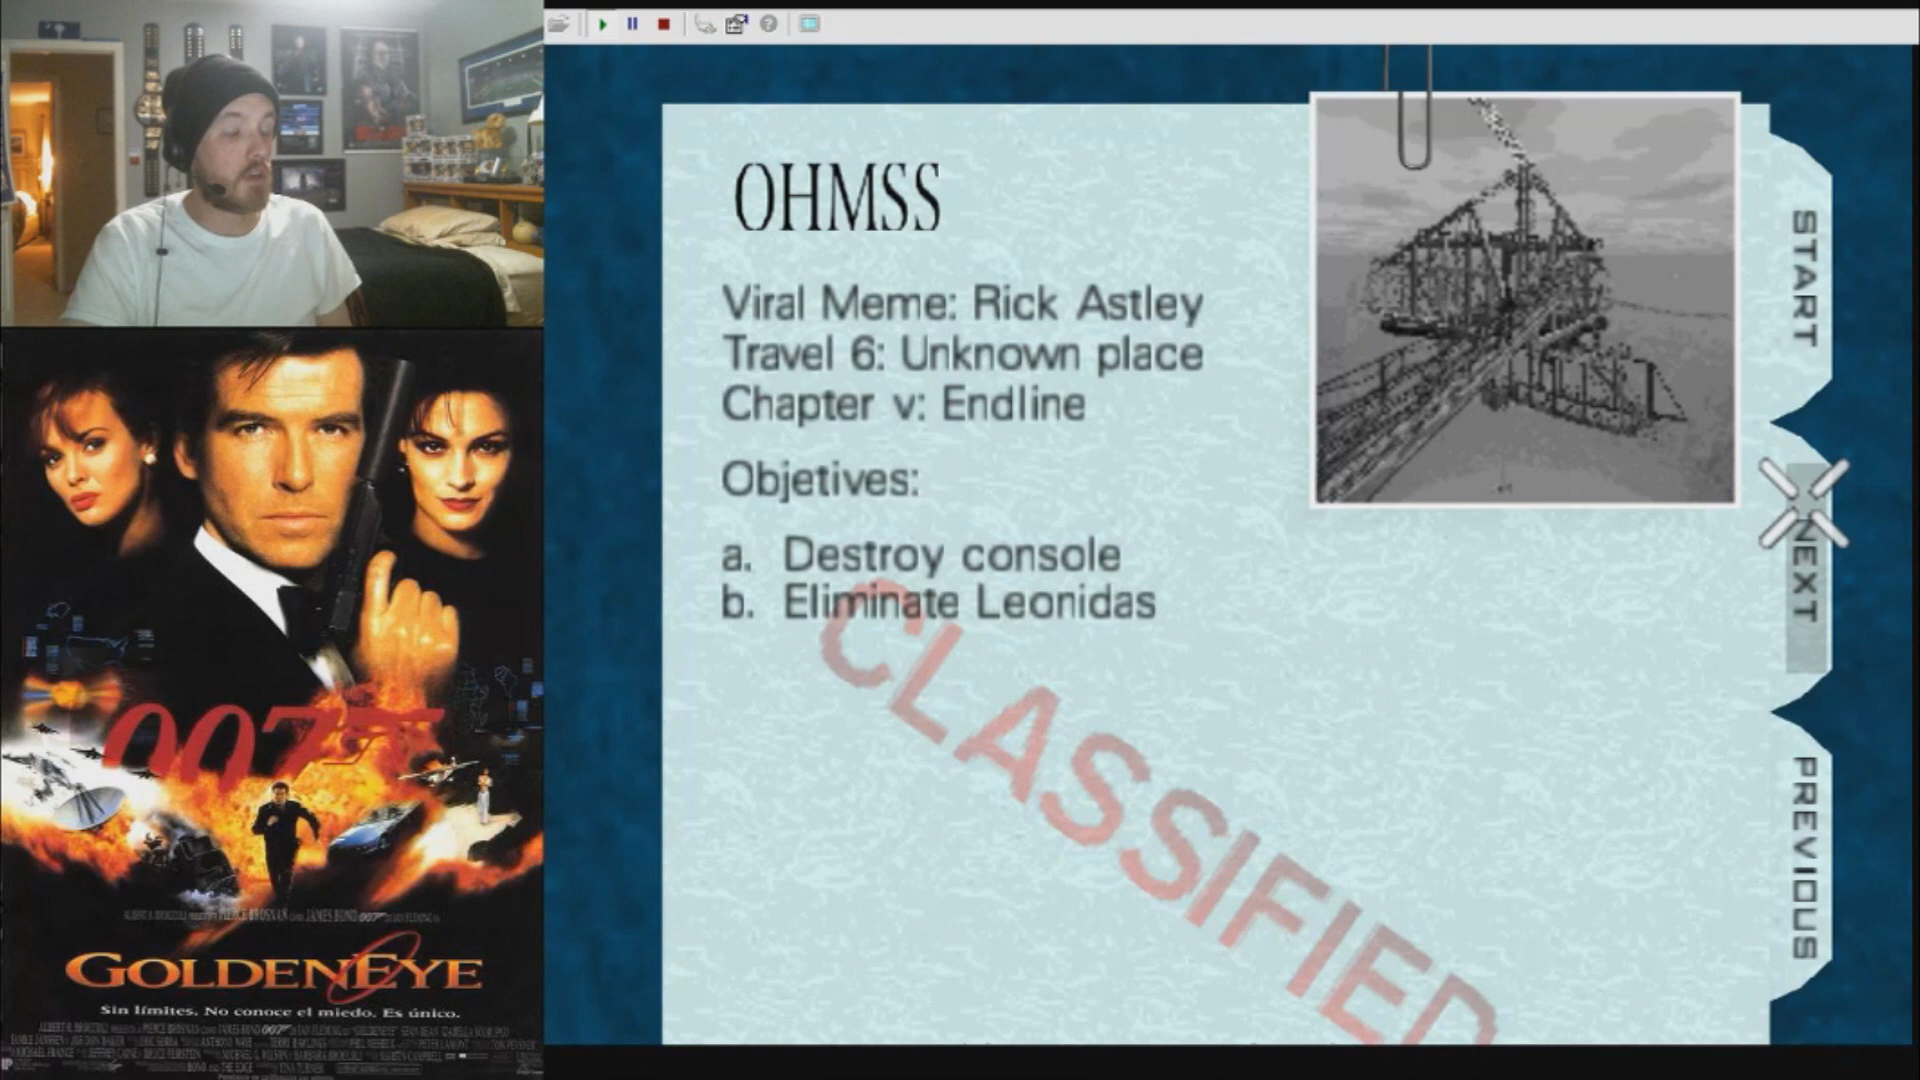 OHMSS
Viral Meme: Rick Astley
Travel 6: Unknown place
Chapter v: Endline
Objetives:
a. Destroy console
b. Eliminate Leonidas
CLASSIFIED
START
NEXT
PREVIOUS
007
GOLDENEYE
Sin límites. No conoce el miedo. Es único.